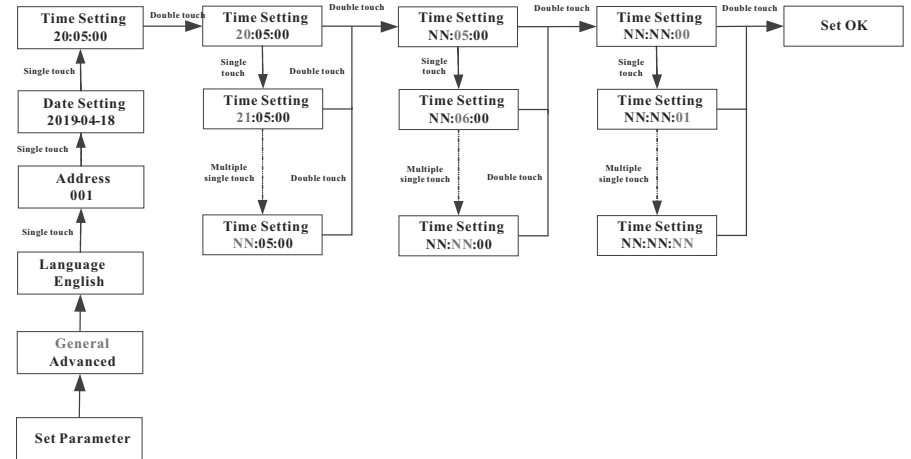 Time Setting
20:05:00
Double touch
Time Setting
20:05:00
Double touch
Time Setting
NN:05:00
Double touch
Time Setting
NN:NN:00
Double touch
Set OK
Single touch
Single
touch
Double touch
Single
touch
Single
touch
Date Setting
2019-04-18
Time Setting
21:05:00
Time Setting
NN:06:00
Time Setting
NN:NN:01
Single touch
Address
001
Multiple
single touch
Double touch
Multiple
single touch
Double touch
Multiple
single touch
Single touch
Time Setting
NN:05:00
Time Setting
NN:NN:00
Time Setting
NN:NN:NN
Language
English
General
Advanced
Set Parameter